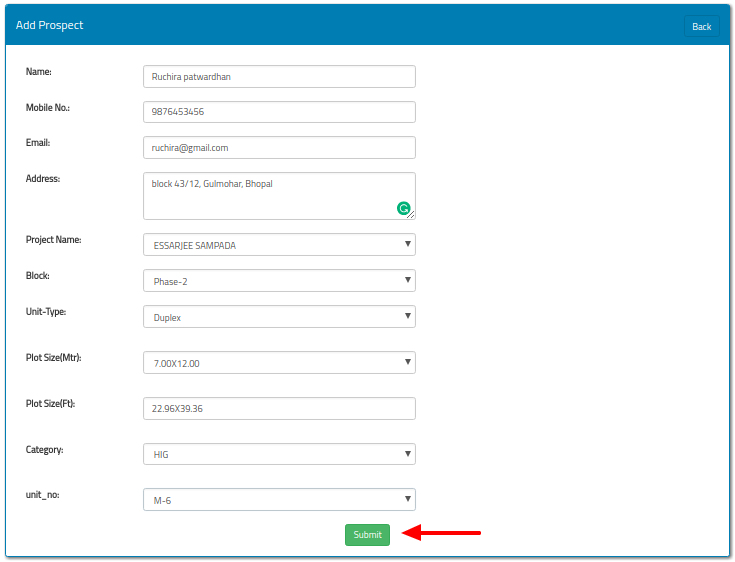 Add Prospect
Back
Name:
Ruchira patwardhan
Mobile No.:
9876453456
Email:
ruchira@gmail.com
Address:
block 43/12, Gulmohar, Bhopal
Project Name:
ESSARJEE SAMPADA
Block:
Phase-2
Unit-Type:
Duplex
Plot Size(Mtr):
7.00X12.00
Plot Size(Ft):
22.96X39.36
Category:
HIG
unit_no:
M-6
Submit